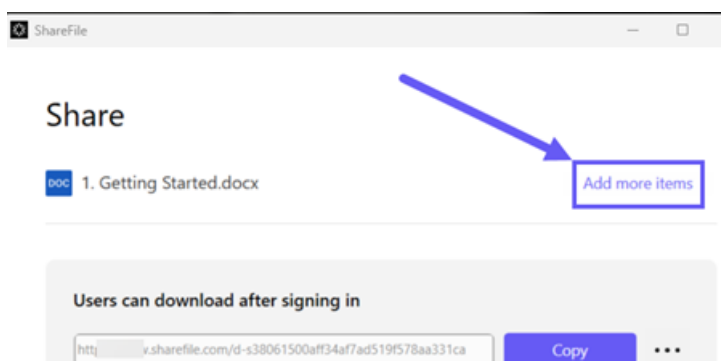 ShareFile
Share
DOC 1. Getting Started.docx
Add more items
Users can download after signing in
.sharefile.com/d-s38061500aff34af7ad519f578aa331ca
Copy